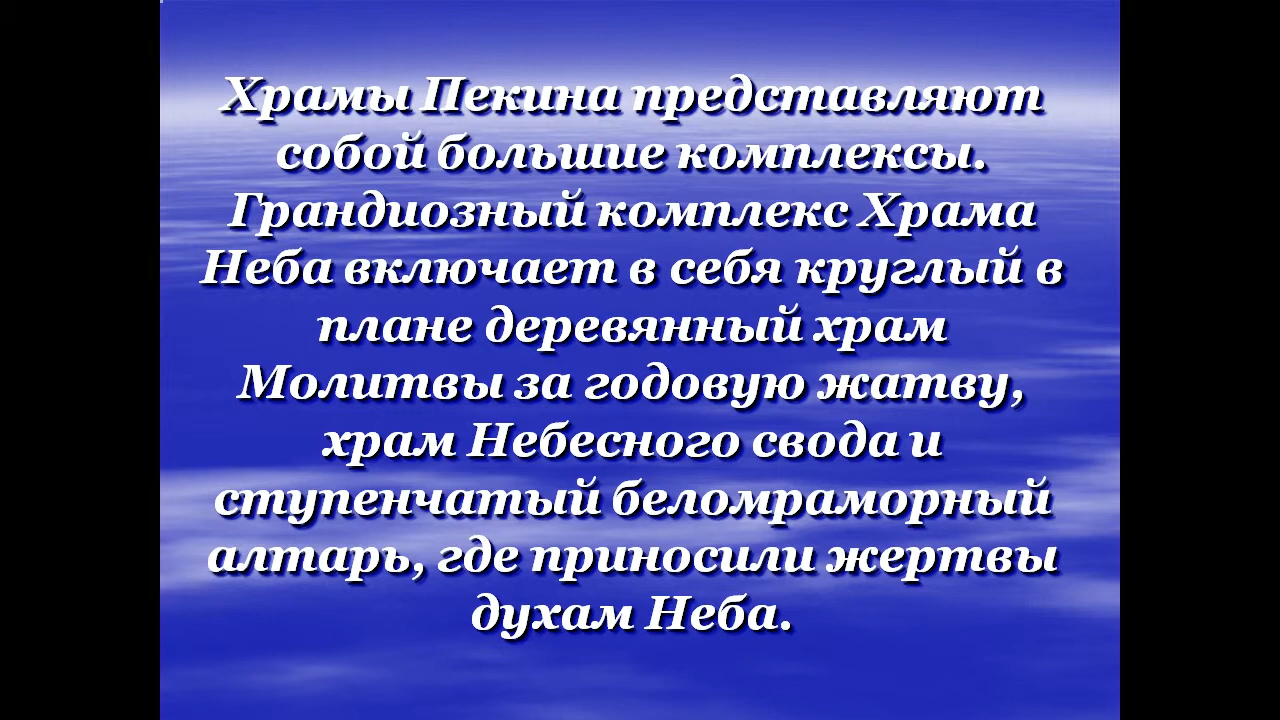 Храмы Пекина представляют
собой большие комплексы.
Грандиозный комплекс Храма
Неба включает в себя круглый в
плане деревянный храм
Молитвы за годовую жатву,
храм Небесного свода и
ступенчатый беломраморный
алтарь, где приносили жертвы
духам Неба.